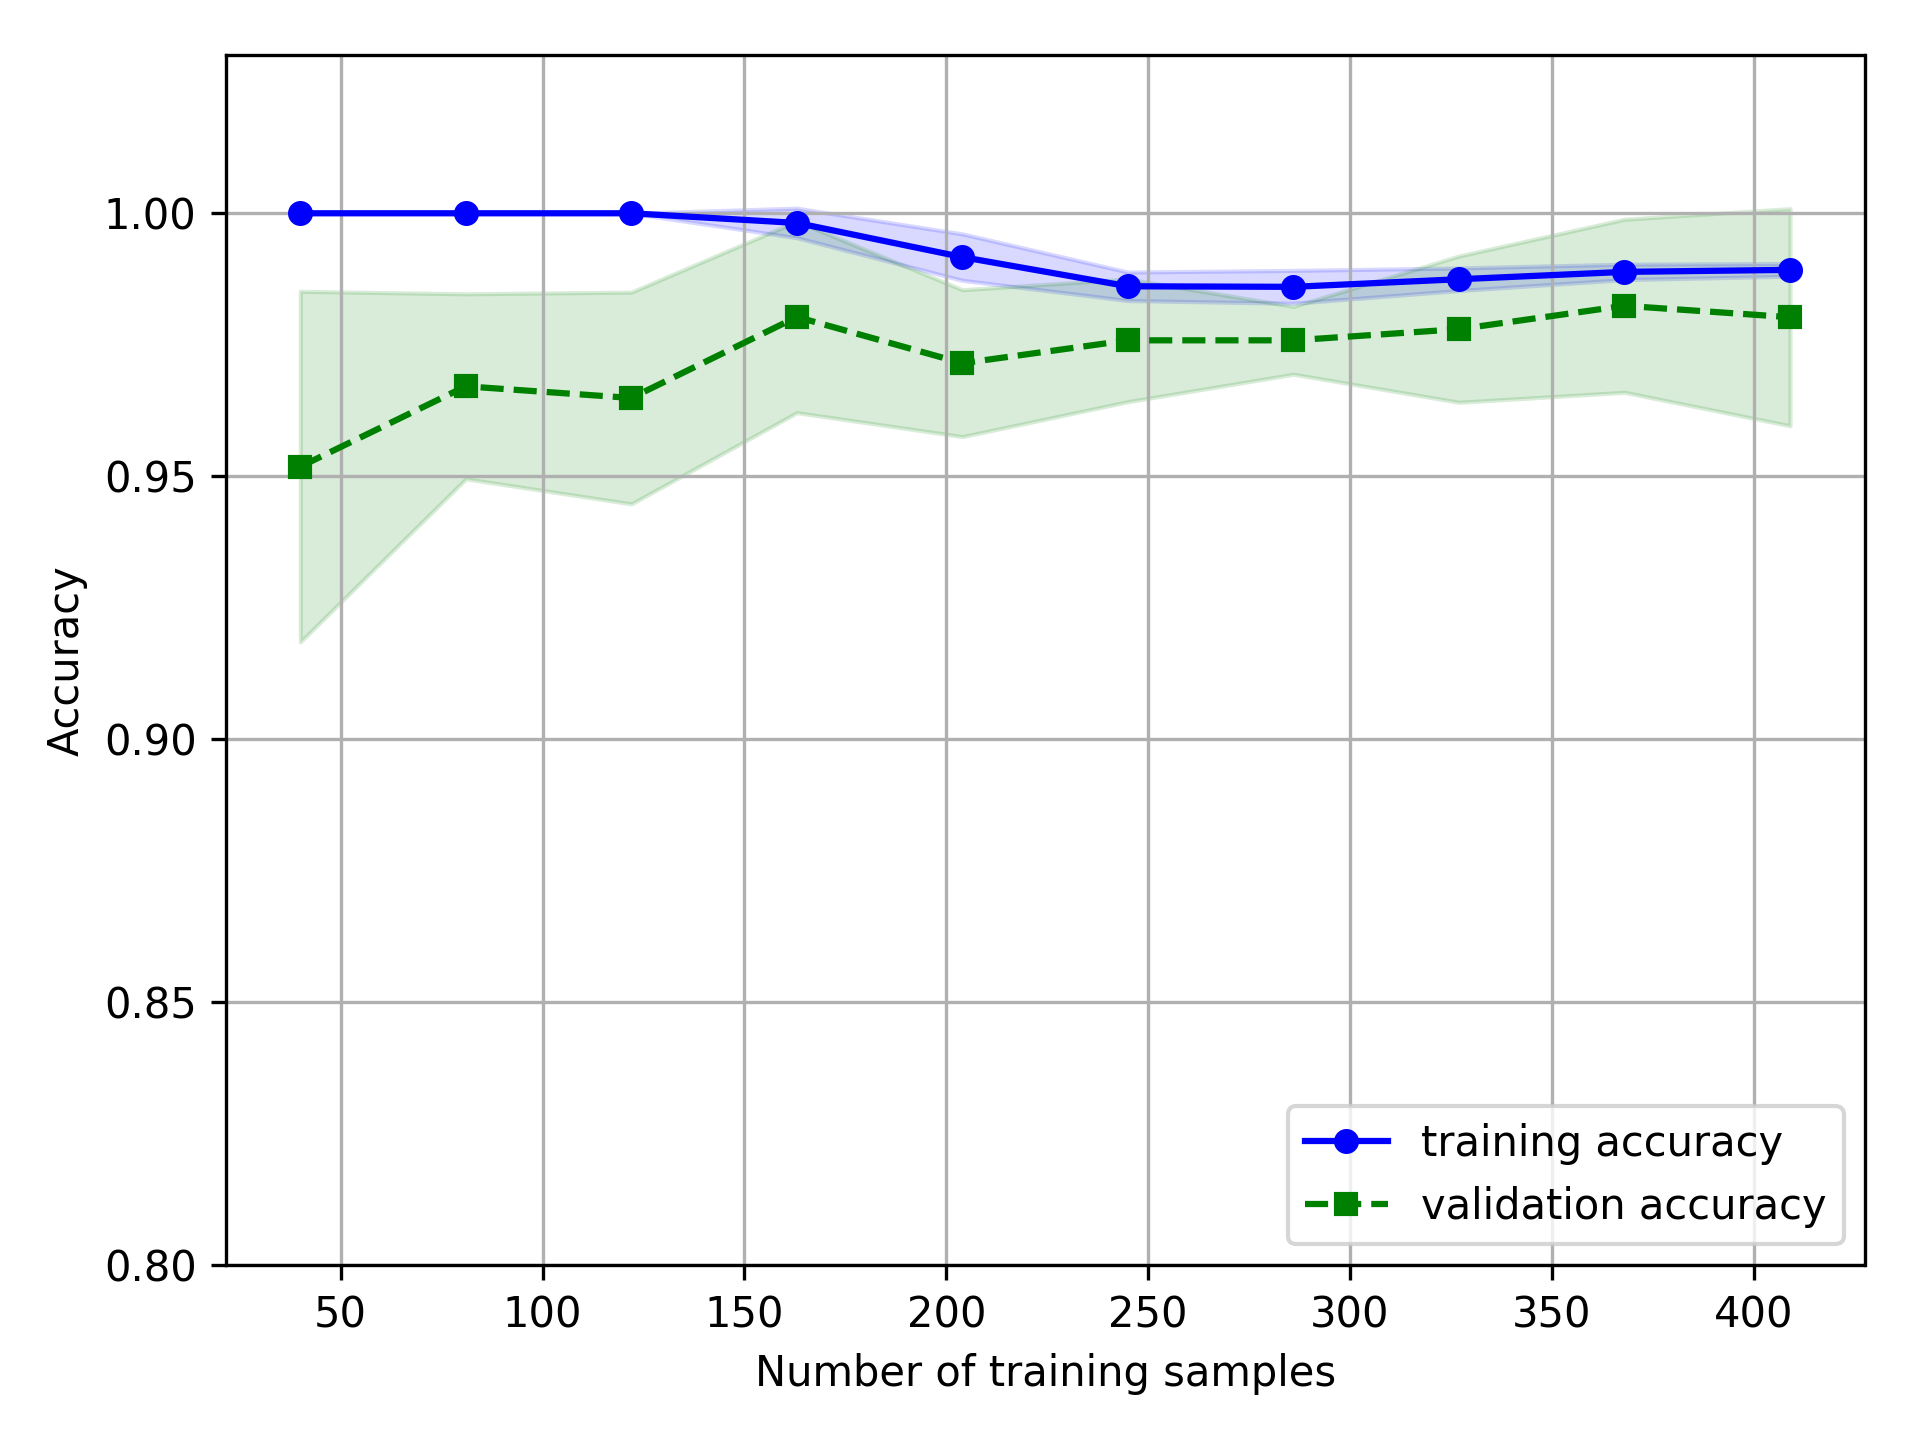 1.00
0.95
0.90
0.85
0.80
Accuracy
training accuracy
validation accuracy
50 100 150 200 250 300 350 400
Number of training samples